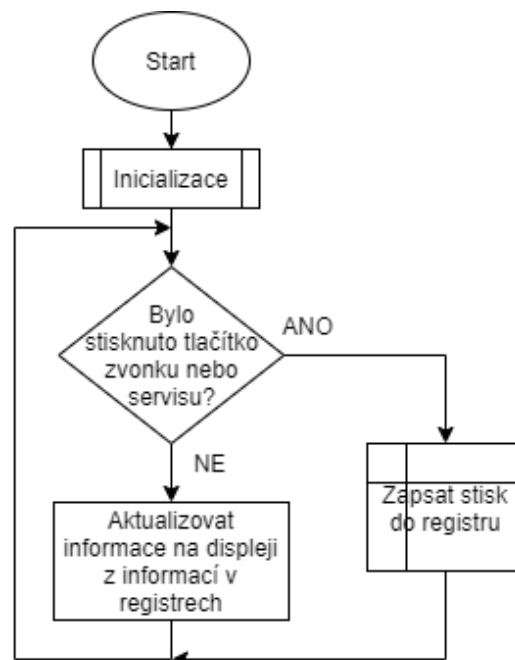 Start
Inicializace
Bylo
stisknuto tlačítko
zvonku nebo
servisu?
ANO
NE
Zapsat stisk
do registru
Aktualizovat
informace na displeji
z informací v
registrech